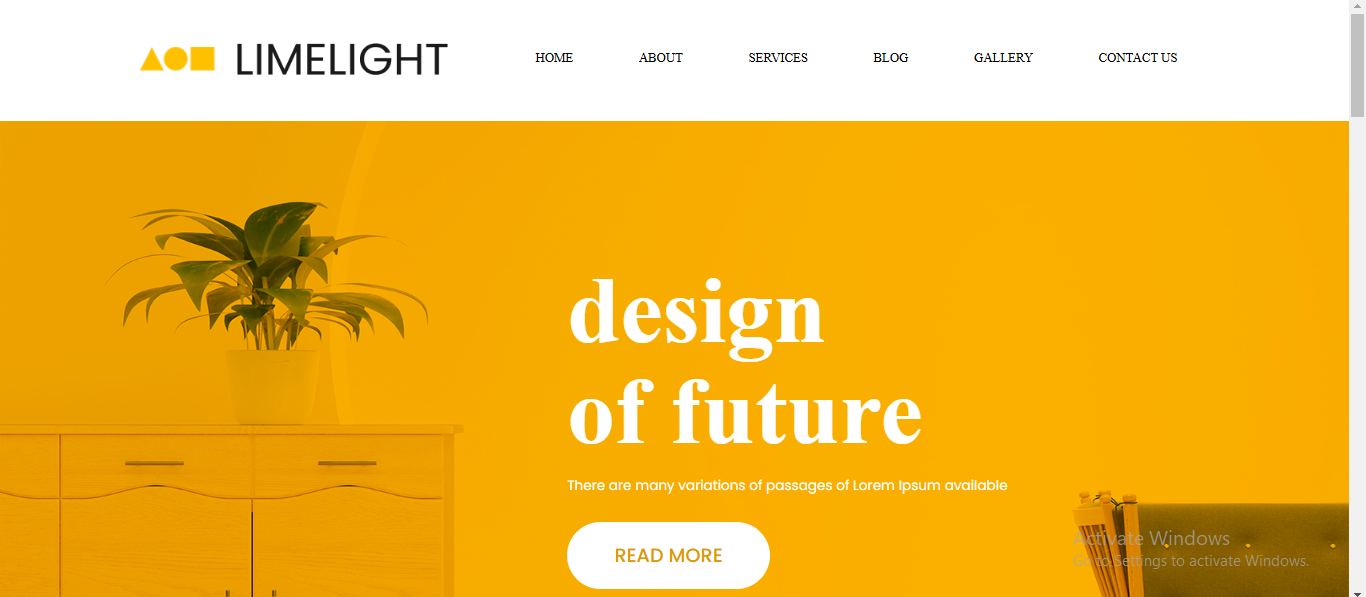 LIMELIGHT
HOME ABOUT SERVICES BLOG GALLERY CONTACT US
design
of future
There are many variations of passages of Lorem Ipsum available
READ MORE
Activate Windows
Go to Settings to activate Windows.